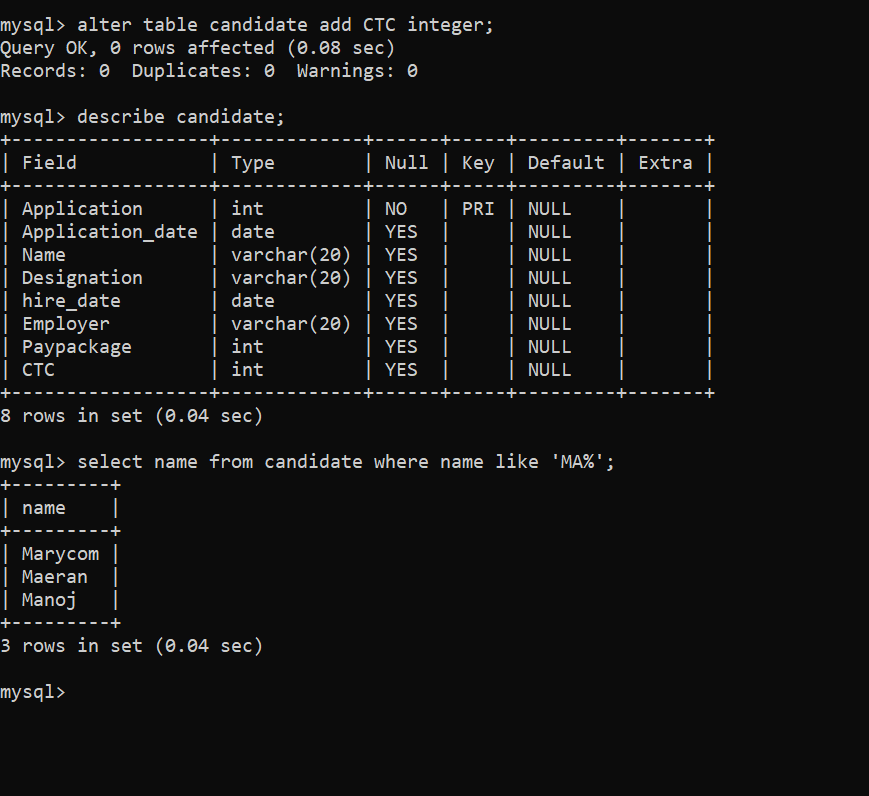 mysql> alter table candidate add CTC integer;
Query OK, 0 rows affected (0.08 sec)
Records: 0  Duplicates: 0  Warnings: 0
mysql> describe candidate;
+------------------+-------------+------+-----+---------+-------+
| Field            | Type        | Null | Key | Default | Extra |
+------------------+-------------+------+-----+---------+-------+
| Application      | int         | NO   | PRI | NULL    |       |
| Application_date | date        | YES  |     | NULL    |       |
| Name             | varchar(20) | YES  |     | NULL    |       |
| Designation      | varchar(20) | YES  |     | NULL    |       |
| hire_date        | date        | YES  |     | NULL    |       |
| Employer         | varchar(20) | YES  |     | NULL    |       |
| Paypackage       | int         | YES  |     | NULL    |       |
| CTC              | int         | YES  |     | NULL    |       |
+------------------+-------------+------+-----+---------+-------+
8 rows in set (0.04 sec)
mysql> select name from candidate where name like 'MA%';
+---------+
| name    |
+---------+
| Marycom |
| Maeran  |
| Manoj   |
+---------+
3 rows in set (0.04 sec)
mysql>